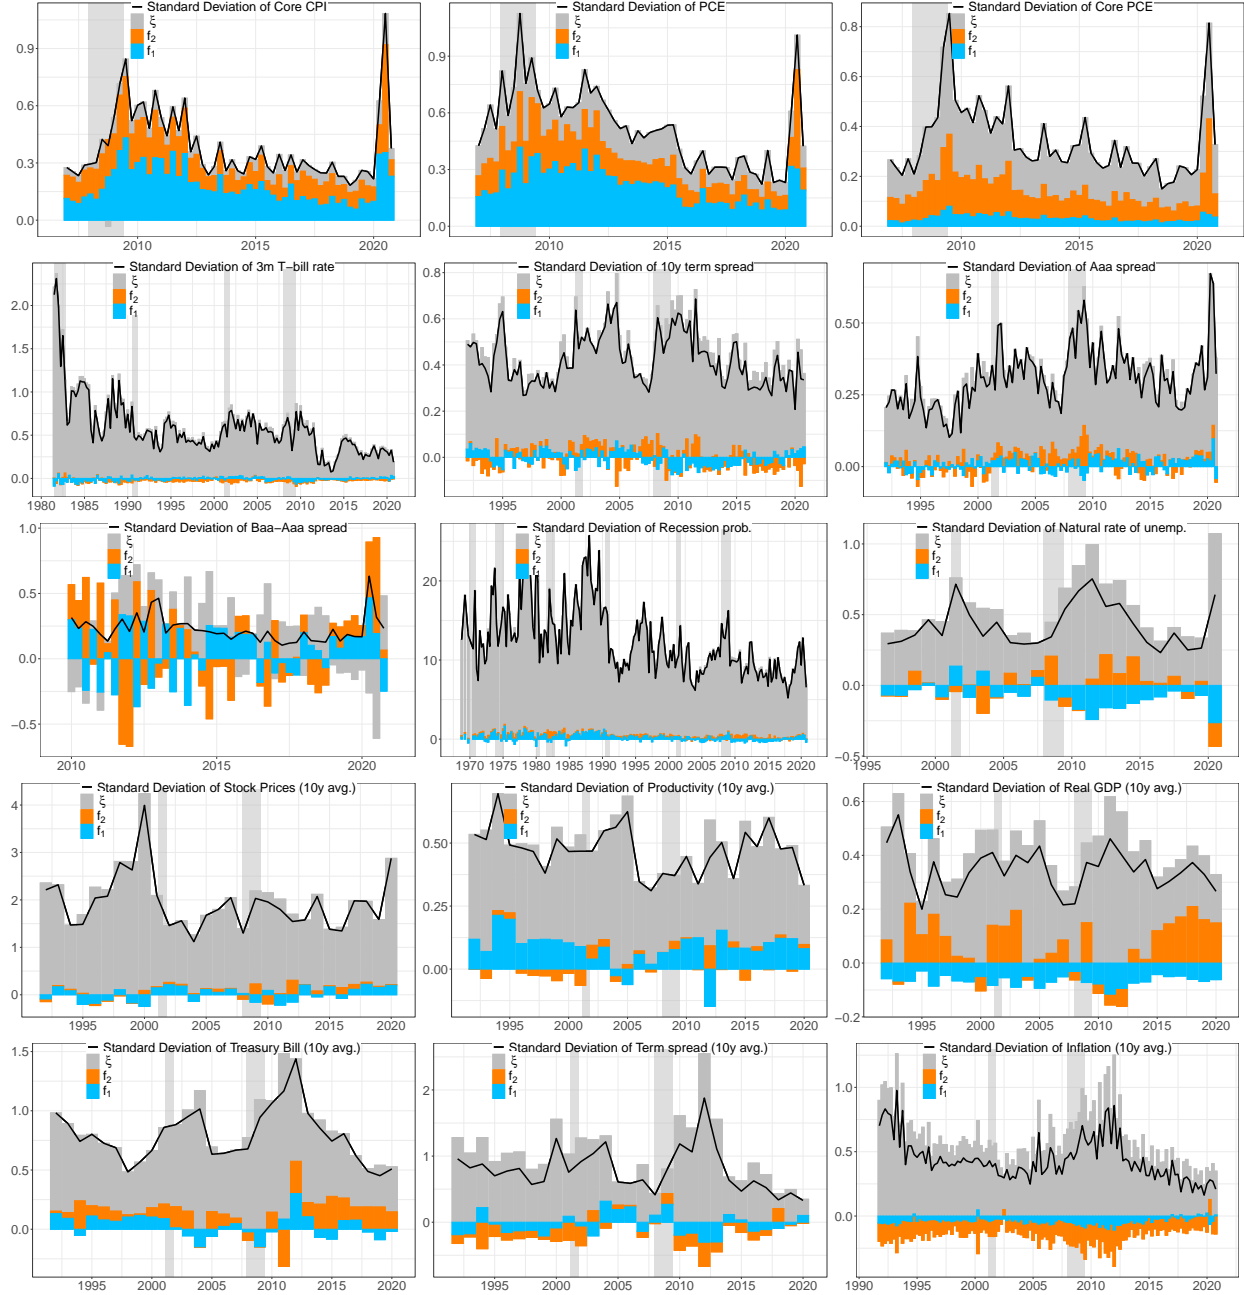 Standard Deviation of Core CPI
ξ
f2
f1
0.0
0.3
0.6
0.9
2010
2015
2020
Standard Deviation of PCE
ξ
f2
f1
0.0
0.3
0.6
0.9
2010
2015
2020
Standard Deviation of Core PCE
ξ
f2
f1
0.0
0.2
0.4
0.6
0.8
2010
2015
2020
Standard Deviation of 3m T−bill rate
ξ
f2
f1
0.0
0.5
1.0
1.5
2.0
1980
1985
1990
1995
2000
2005
2010
2015
2020
Standard Deviation of 10y term spread
ξ
f2
f1
0.0
0.2
0.4
0.6
0.8
1995
2000
2005
2010
2015
2020
Standard Deviation of Aaa spread
ξ
f2
f1
0.00
0.25
0.50
1995
2000
2005
2010
2015
2020
Standard Deviation of Baa−Aaa spread
ξ
f2
f1
−0.5
0.0
0.5
1.0
2010
2015
2020
Standard Deviation of Recession prob.
ξ
f2
f1
0
10
20
1970
1975
1980
1985
1990
1995
2000
2005
2010
2015
2020
Standard Deviation of Natural rate of unemp.
ξ
f2
f1
−0.5
0.0
0.5
1.0
1995
2000
2005
2010
2015
2020
Standard Deviation of Stock Prices (10y avg.)
ξ
f2
f1
0
1
2
3
4
1995
2000
2005
2010
2015
2020
Standard Deviation of Productivity (10y avg.)
ξ
f2
f1
0.00
0.25
0.50
1995
2000
2005
2010
2015
2020
Standard Deviation of Real GDP (10y avg.)
ξ
f2
f1
−0.2
0.0
0.2
0.4
0.6
1995
2000
2005
2010
2015
2020
Standard Deviation of Treasury Bill (10y avg.)
ξ
f2
f1
0.0
0.5
1.0
1.5
1995
2000
2005
2010
2015
2020
Standard Deviation of Term spread (10y avg.)
ξ
f2
f1
0
1
2
1995
2000
2005
2010
2015
2020
Standard Deviation of Inflation (10y avg.)
ξ
f2
f1
0.0
0.5
1.0
1990
1995
2000
2005
2010
2015
2020